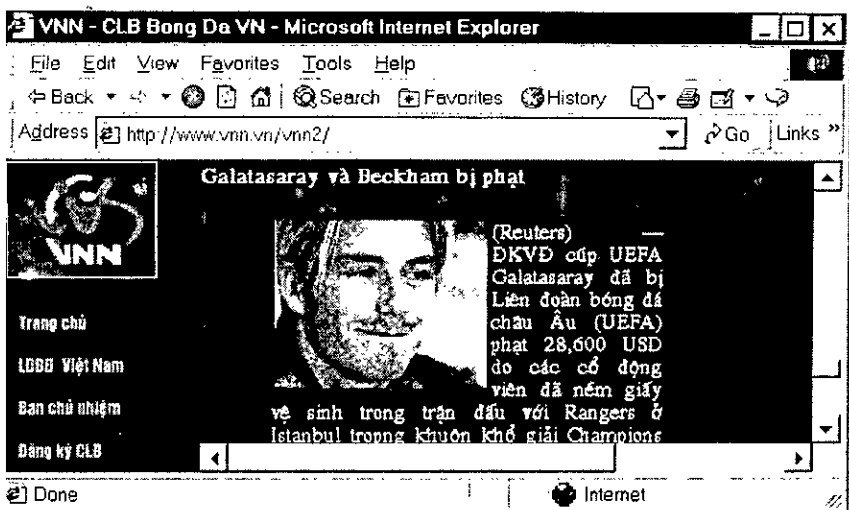 VNN - CLB Bong Da VN - Microsoft Internet Explorer
File Edit View Favorites Tools Help
Back Search Favorites History
Address http://www.vnn.vn/vnn2/ Go Links »
VNN
Trang chủ
LĐBĐ Việt Nam
Ban chủ nhiệm
Đăng ký CLB
Galatasaray và Beckham bị phạt
(Reuters) —
ĐKVĐ cúp UEFA
Galatasaray đã bị
Liên đoàn bóng đá
châu Âu (UEFA)
phạt 28,600 USD
do các cổ động
viên đã ném giấy
vệ sinh trong trận đấu với Rangers ở
Istanbul trong khuôn khổ giải Champions
Done Internet